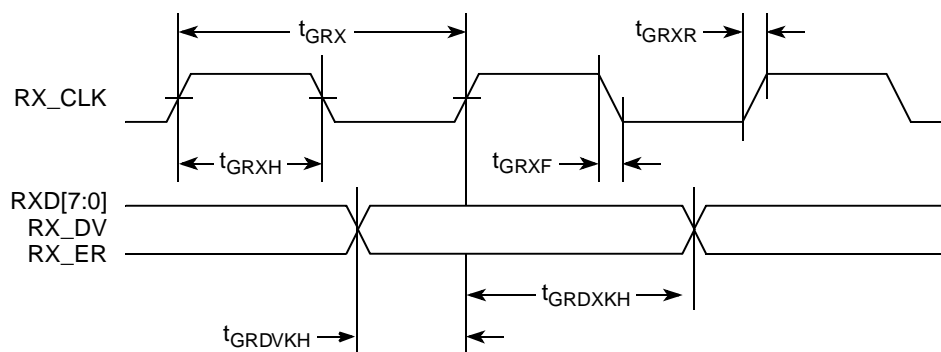 tGRX
tGRXR
RX_CLK
tGRXH
tGRXF
RXD[7:0]
RX_DV
RX_ER
tGRDXKH
tGRDVKH